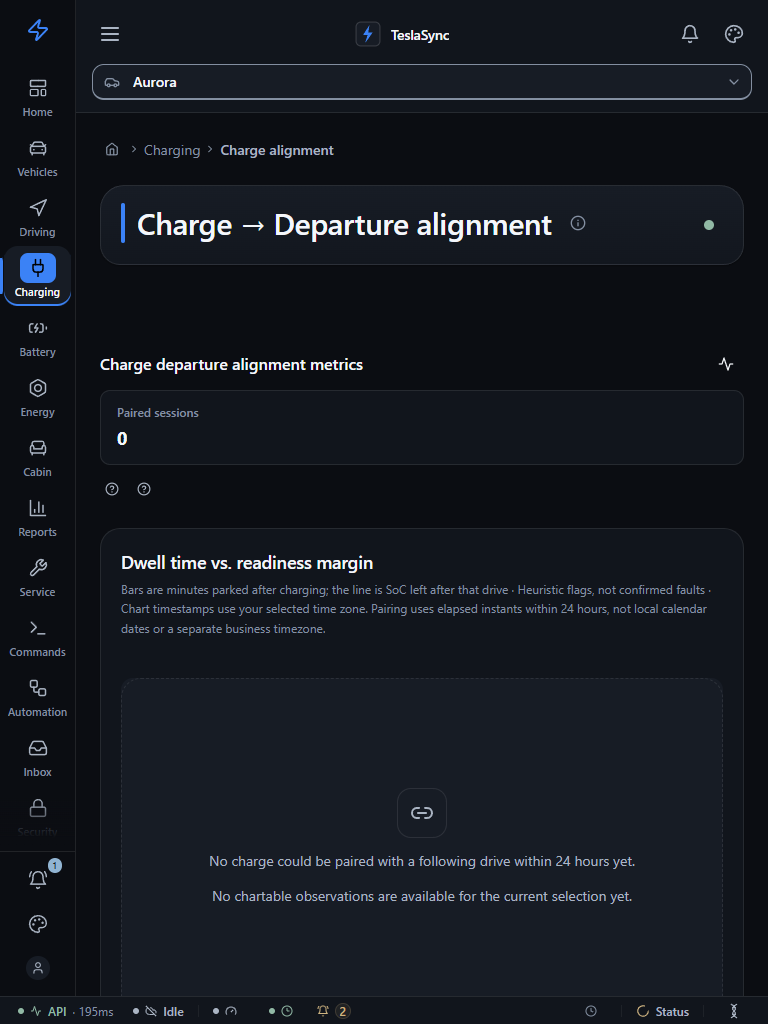 TeslaSync
Aurora
Home
Vehicles
Driving
Charging
Battery
Energy
Cabin
Reports
Service
Commands
Automation
Inbox
Security
1
Charging
Charge alignment
Charge → Departure alignment
Charge departure alignment metrics
Paired sessions
0
Dwell time vs. readiness margin
Bars are minutes parked after charging; the line is SoC left after that drive · Heuristic flags, not confirmed faults ·
Chart timestamps use your selected time zone. Pairing uses elapsed instants within 24 hours, not local calendar
dates or a separate business timezone.
No charge could be paired with a following drive within 24 hours yet.
No chartable observations are available for the current selection yet.
API · 195ms
Idle
2
Status